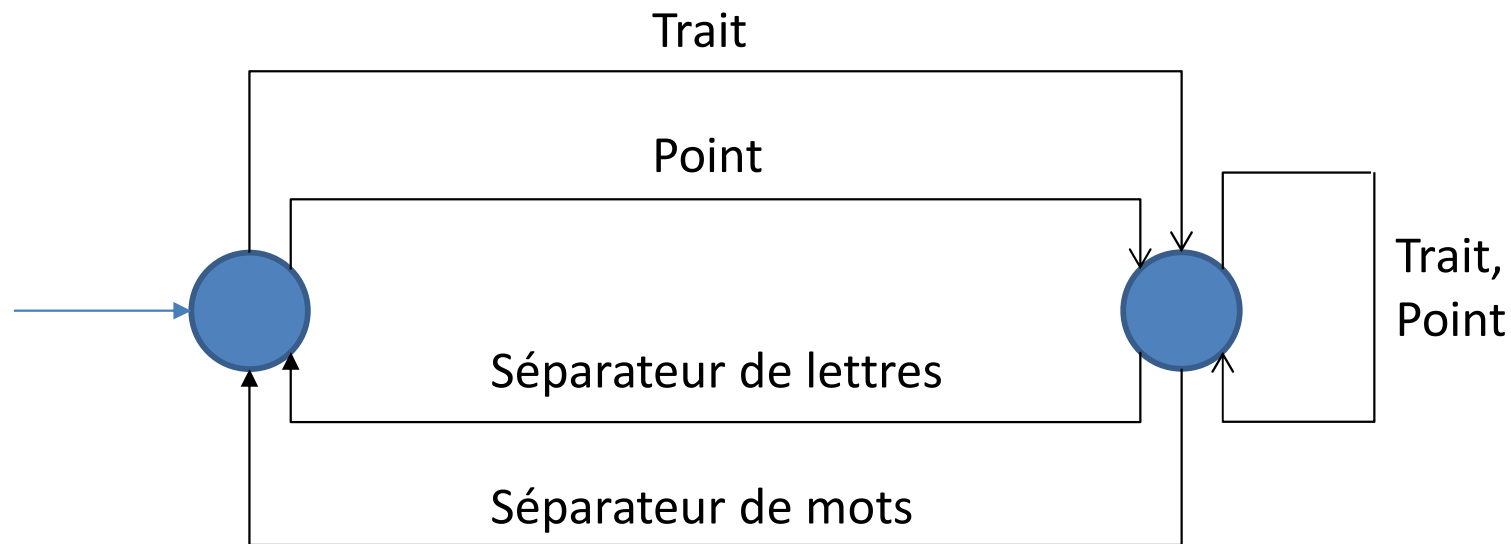 Trait
Point
Trait,
Point
Séparateur de lettres
Séparateur de mots